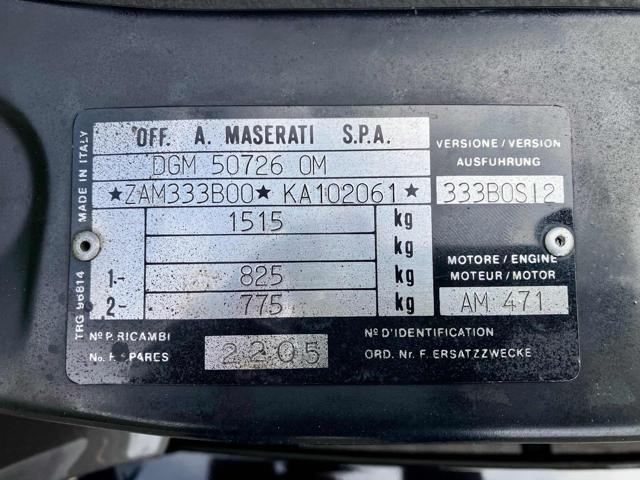 OFF. A. MASERATI S.P.A.
DGM 50726 OM
★ZAM333B00★ KA102061★
1515 kg
kg
1.- 825 kg
2- 775 kg
Nº P. RICAMBI
No. F. SPARES
2205
Nº D'IDENTIFICATION
ORD. Nr. F. ERSATZZWECKE
VERSIONE/VERSION
AUSFUHRUNG
333BOS12
MOTORE/ENGINE
MOTEUR/MOTOR
AM 471
MADE IN ITALY
TRG 96814